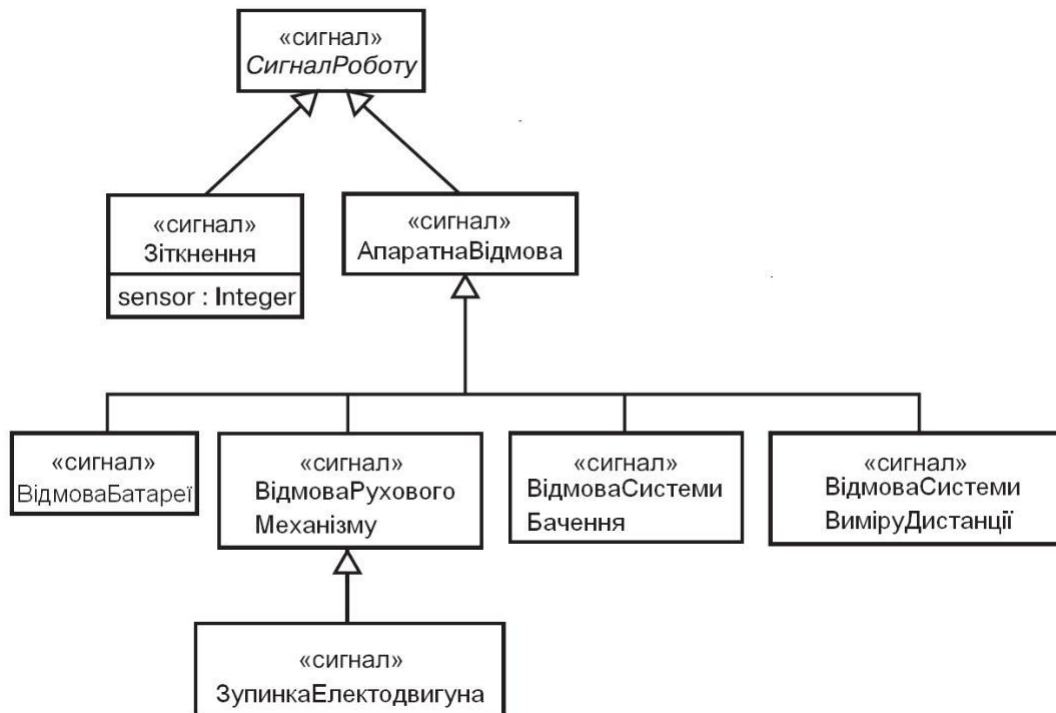 «сигнал»
СигналРоботу
«сигнал»
Зіткнення
sensor : Integer
«сигнал»
АпаратнаВідмова
«сигнал»
ВідмоваБатареї
«сигнал»
ВідмоваРухового
Механізму
«сигнал»
ВідмоваСистеми
Бачення
«сигнал»
ВідмоваСистеми
ВиміруДистанції
«сигнал»
ЗупинкаЕлектодвигуна